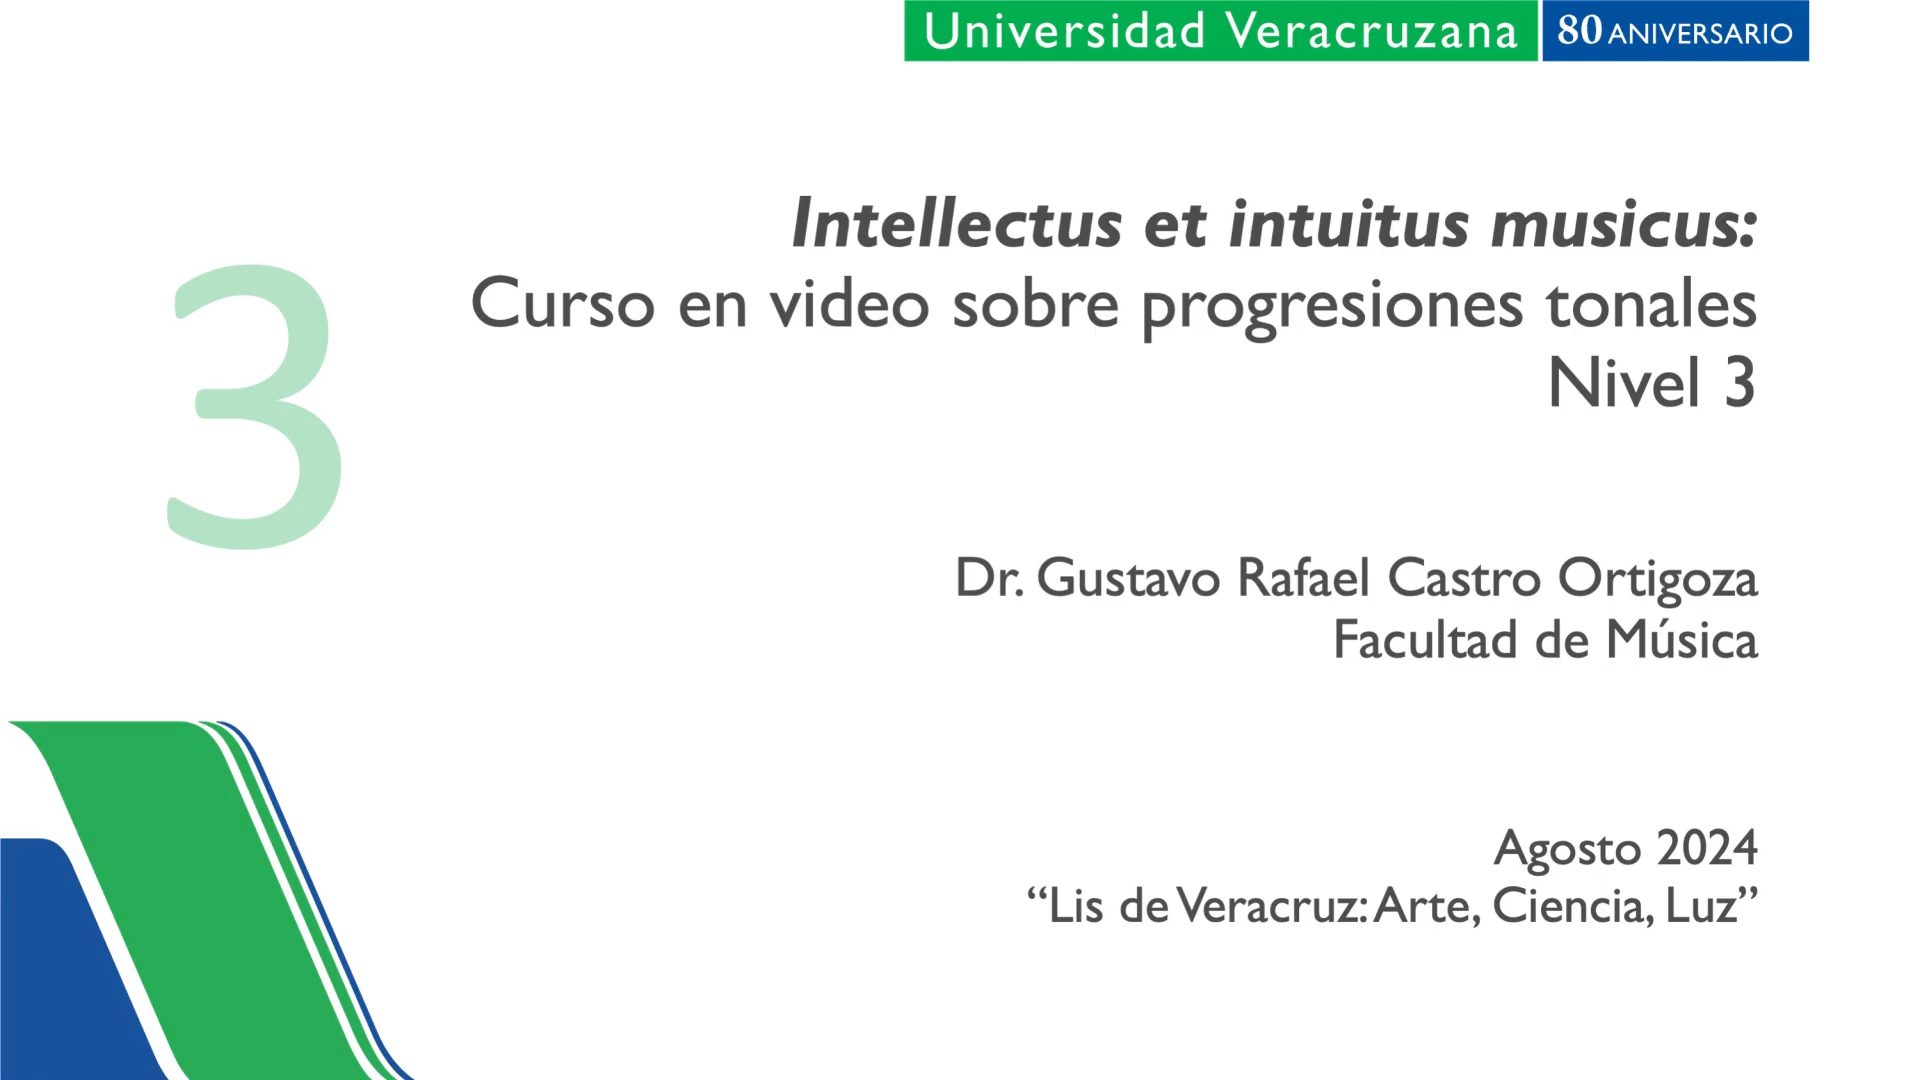 Universidad Veracruzana 80 ANIVERSARIO
Intellectus et intuitus musicus:
Curso en video sobre progresiones tonales
Nivel 3
3
Dr. Gustavo Rafael Castro Ortigoza
Facultad de Música
Agosto 2024
“Lis de Veracruz: Arte, Ciencia, Luz”